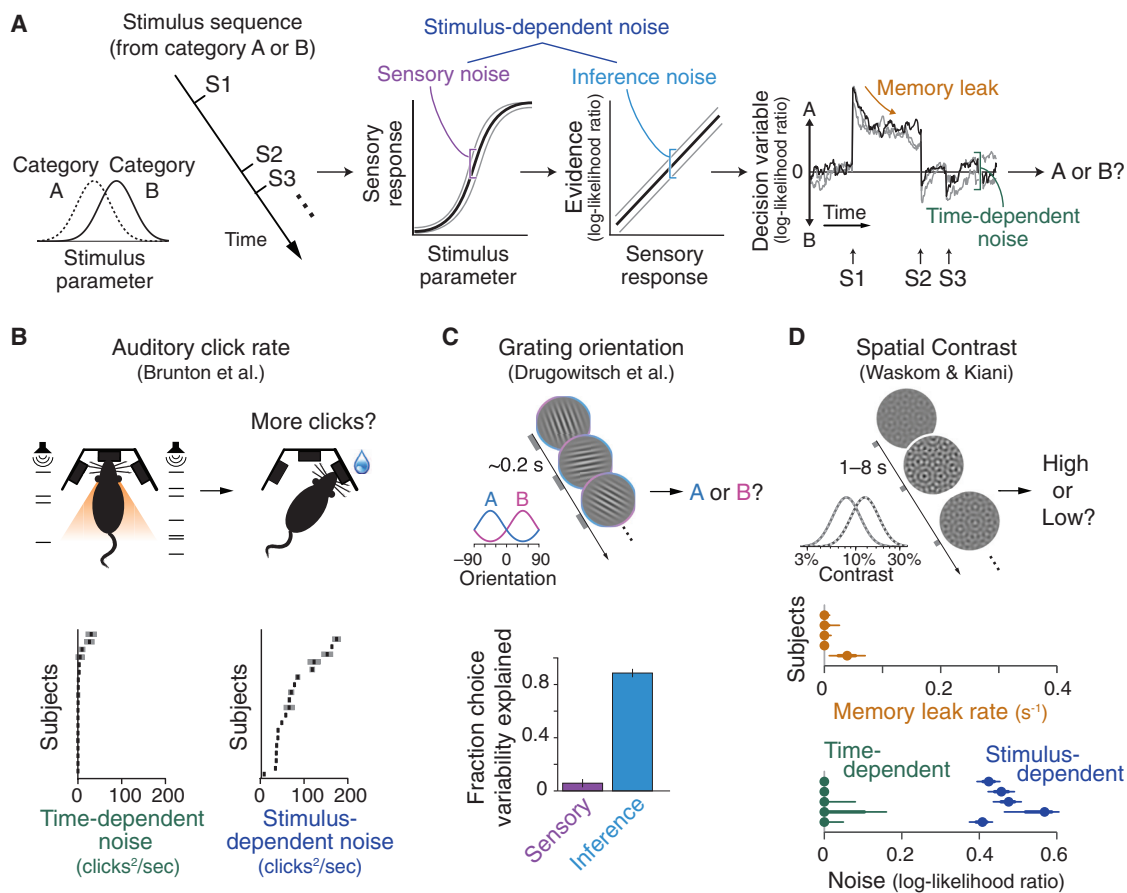 A
Stimulus sequence
(from category A or B)
S1
S2
S3
Time
Category
A
Category
B
Stimulus
parameter
Stimulus-dependent noise
Sensory noise
Inference noise
Sensory
response
Stimulus
parameter
Evidence
(log-likelihood ratio)
Sensory
response
Decision variable
(log-likelihood ratio)
A
0
B
Memory leak
Time
Time-dependent
noise
S1
S2
S3
A or B?
B
Auditory click rate
(Brunton et al.)
More clicks?
Subjects
0
100
200
Time-dependent
noise
(clicks²/sec)
Subjects
0
100
200
Stimulus-
dependent noise
(clicks²/sec)
C
Grating orientation
(Drugowitsch et al.)
~0.2 s
A
B
−90
0
90
Orientation
A or B?
Fraction choice
variability explained
0.8
0.4
0
Sensory
Inference
D
Spatial Contrast
(Waskom & Kiani)
1–8 s
3%
10%
30%
Contrast
High
or
Low?
Subjects
0
0.2
0.4
Memory leak rate (s⁻¹)
Time-
dependent
Stimulus-
dependent
0
0.2
0.4
0.6
Noise (log-likelihood ratio)